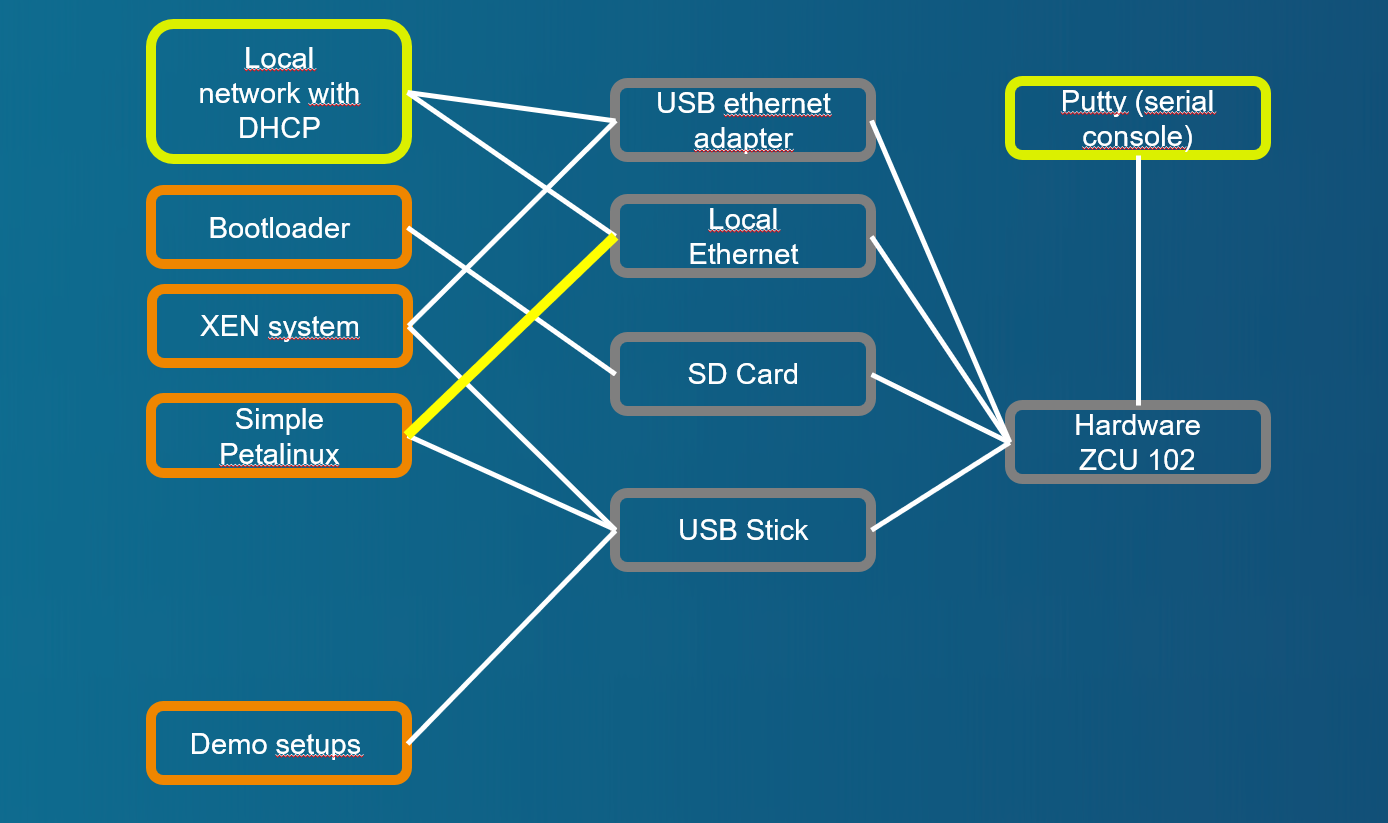 Local
network with
DHCP
Bootloader
XEN system
Simple
Petalinux
Demo setups
USB ethernet
adapter
Local
Ethernet
SD Card
USB Stick
Putty (serial
console)
Hardware
ZCU 102